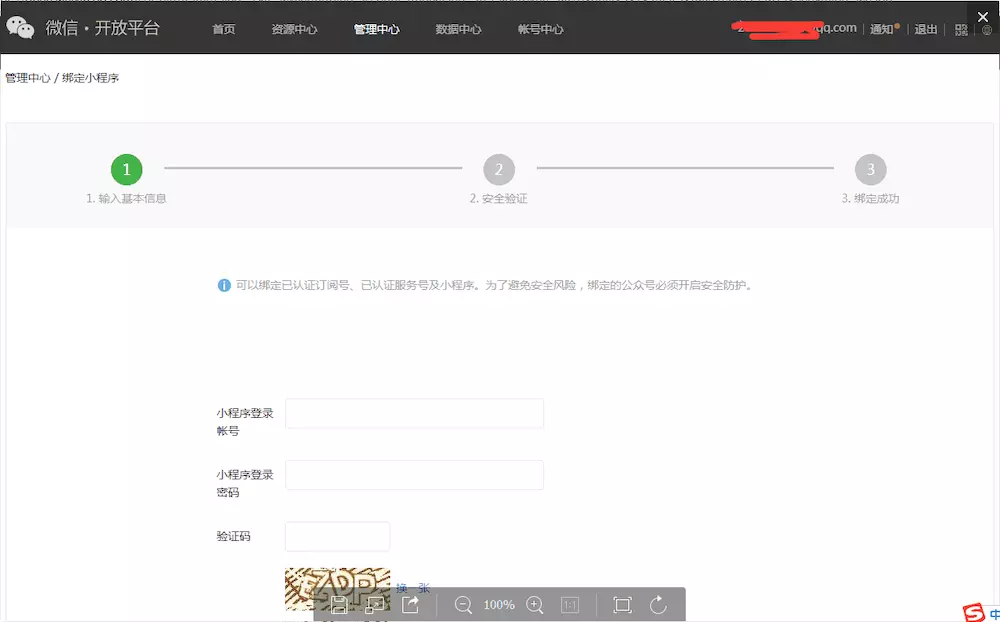 微信·开放平台 首页 资源中心 管理中心 数据中心 帐号中心 qq.com 通知 退出
管理中心 / 绑定小程序
1 2 3
1. 输入基本信息 2. 安全验证 3. 绑定成功
可以绑定已认证订阅号、已认证服务号及小程序。为了避免安全风险，绑定的公众号必须开启安全防护。
小程序登录
帐号
小程序登录
密码
验证码
换一张
100% 1:1
S 中